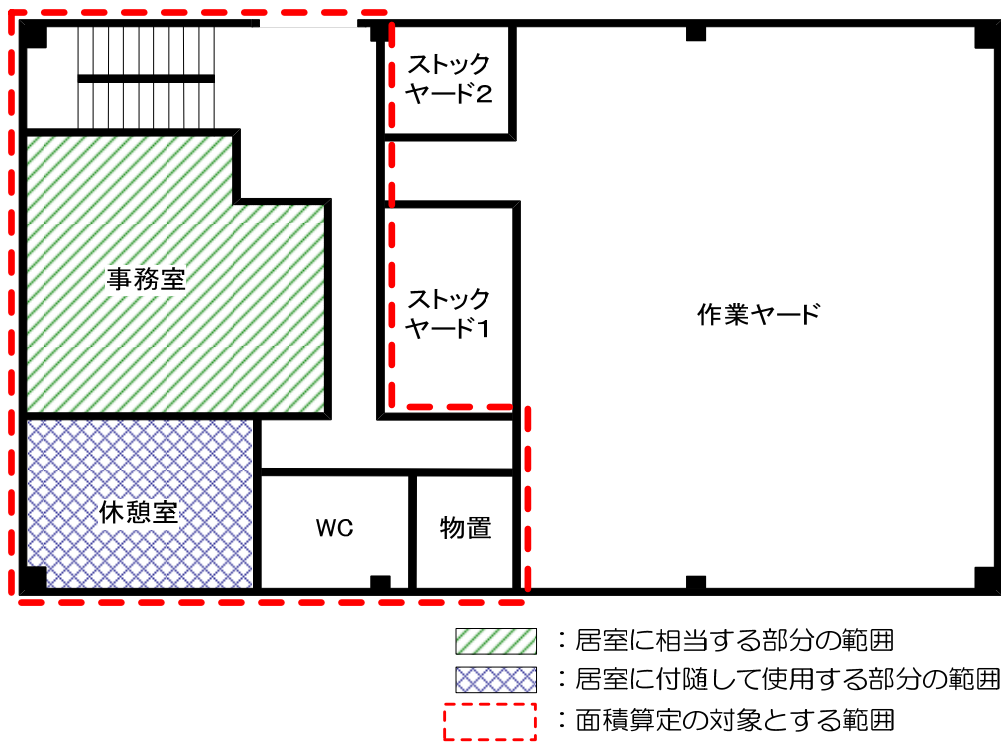 ストック
ヤード2
事務室
ストック
ヤード1
作業ヤード
休憩室
WC
物置
：居室に相当する部分の範囲
：居室に付随して使用する部分の範囲
：面積算定の対象とする範囲